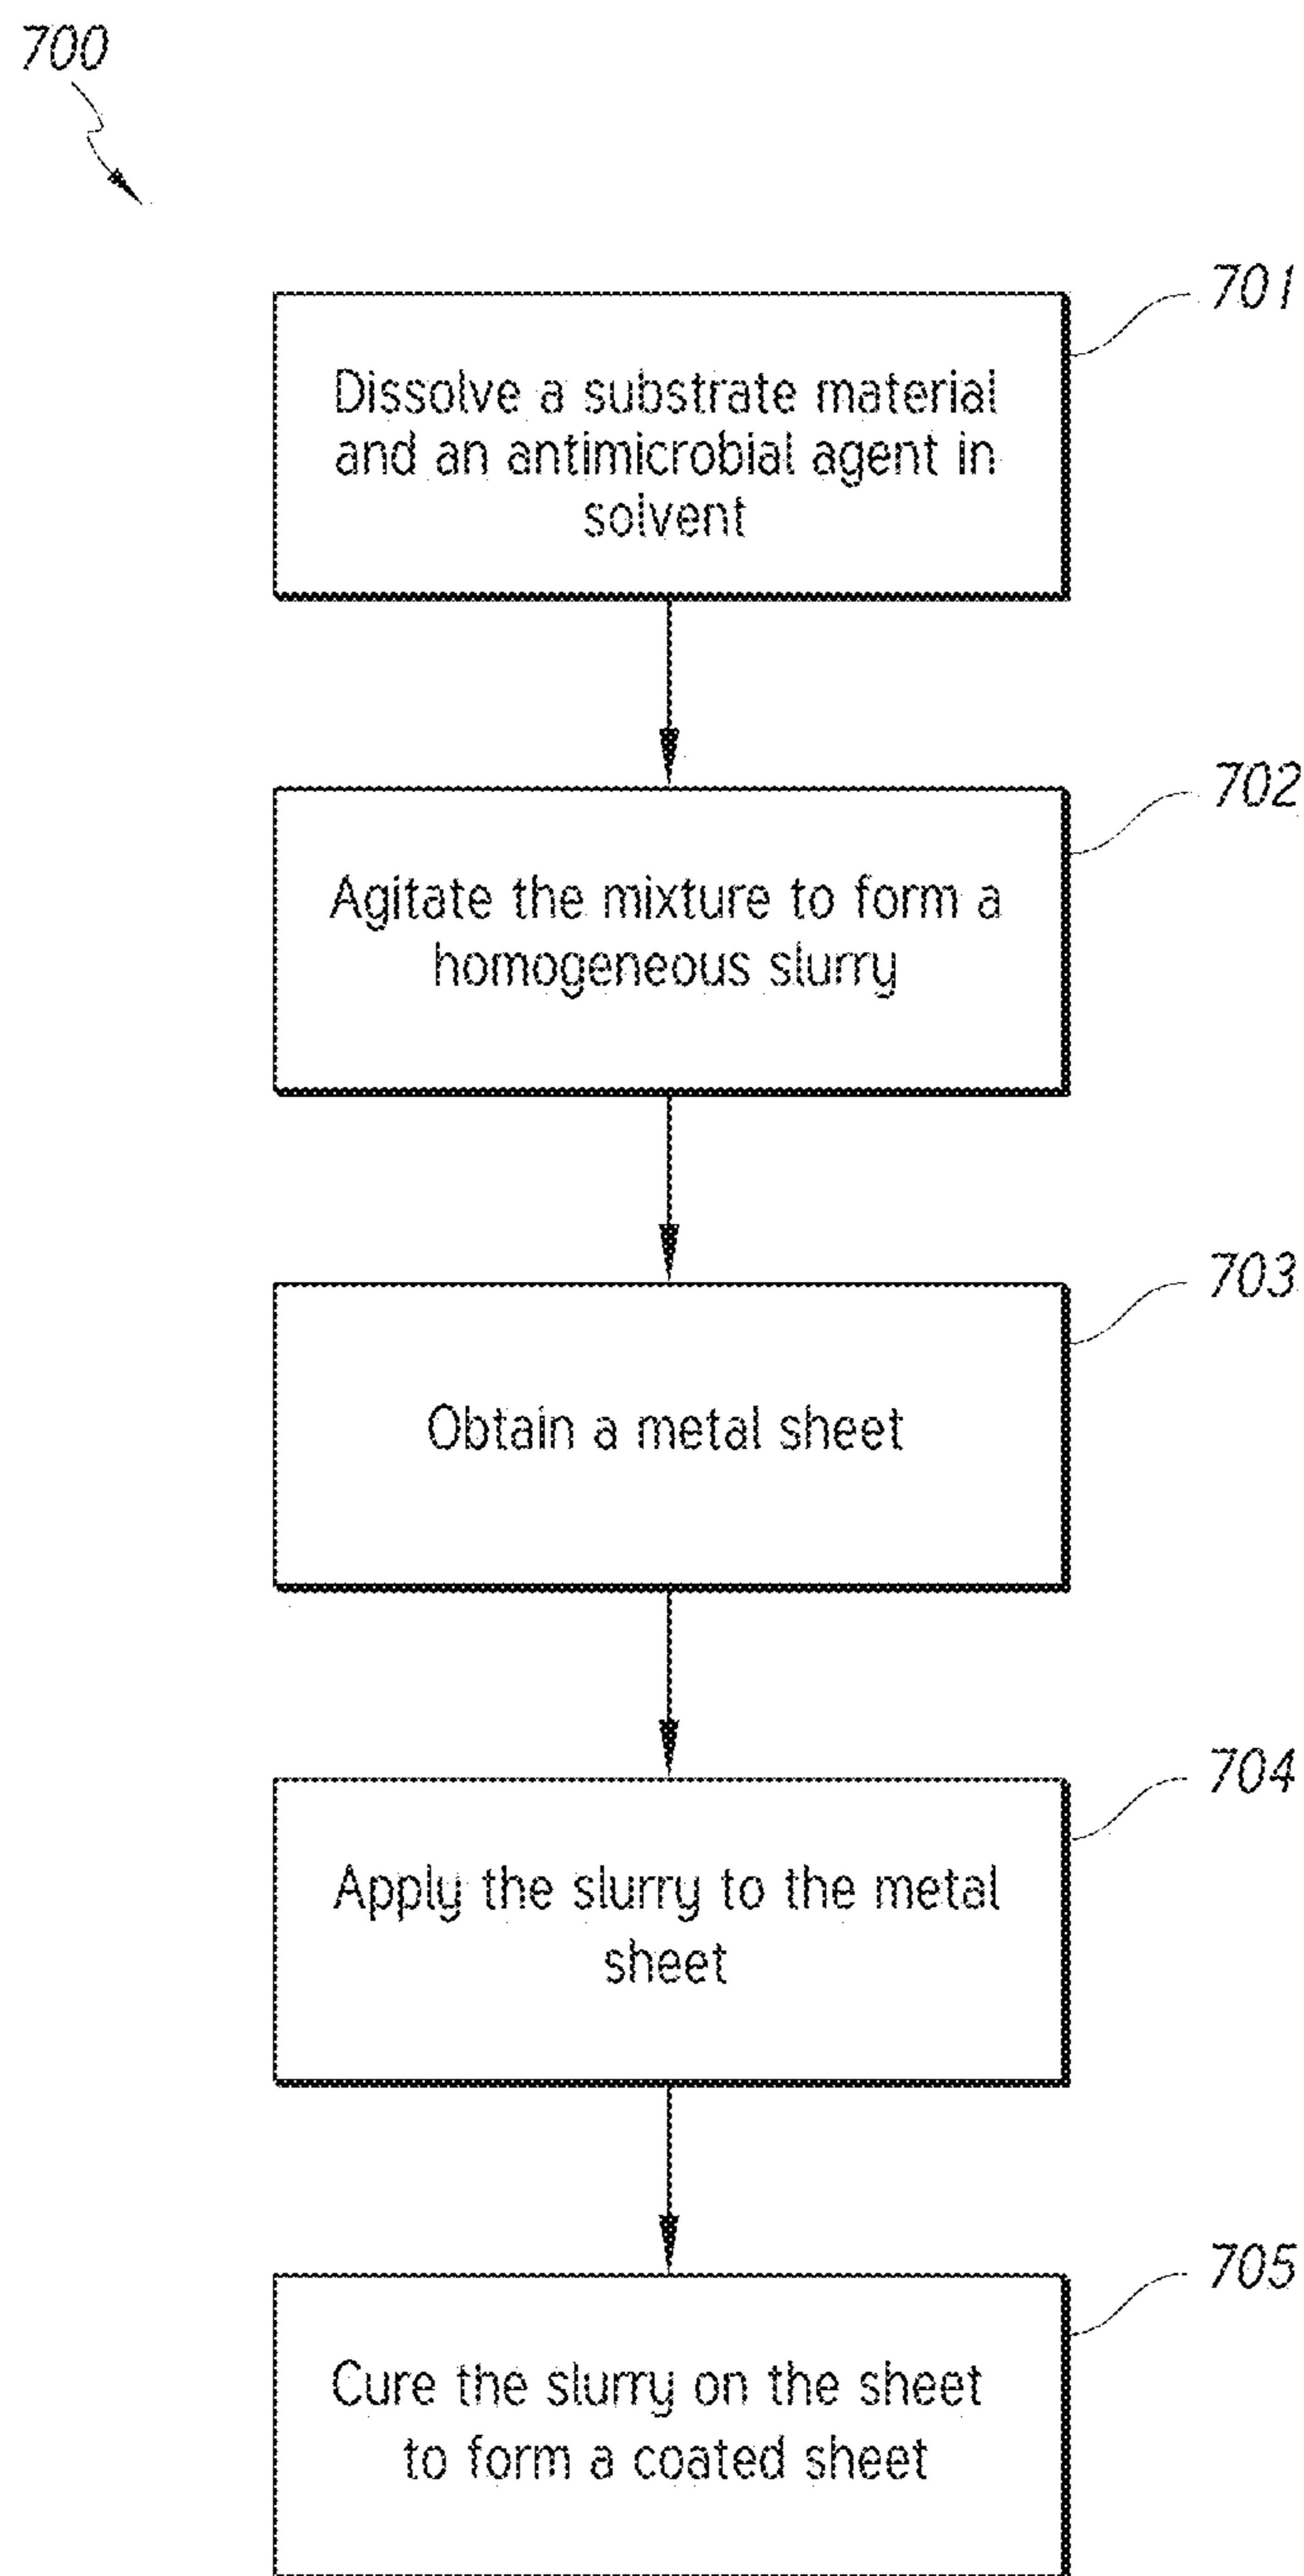 700
701
Dissolve a substrate material
and an antimicrobial agent in
solvent
702
Agitate the mixture to form a
homogeneous slurry
703
Obtain a metal sheet
704
Apply the slurry to the metal
sheet
705
Cure the slurry on the sheet
to form a coated sheet